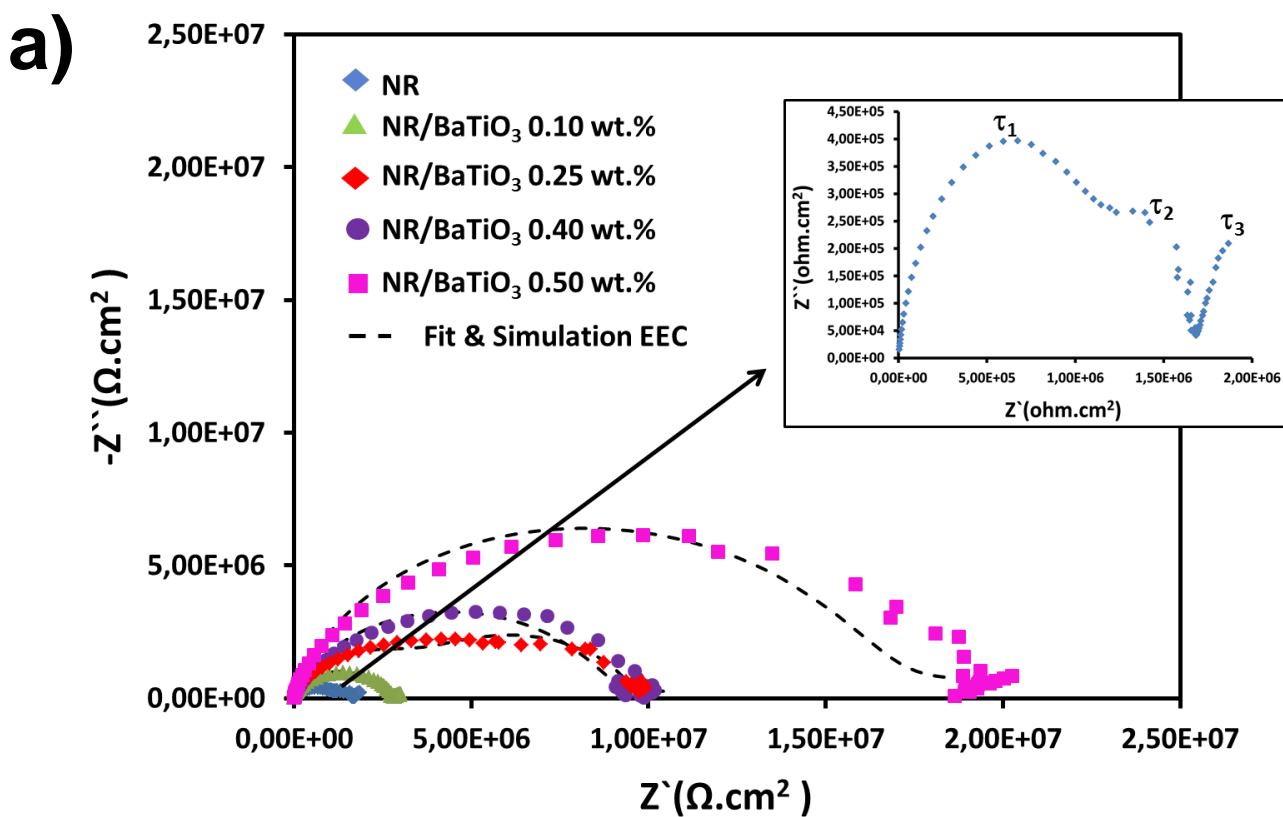 a)
2,50E+07
2,00E+07
1,50E+07
1,00E+07
5,00E+06
0,00E+00
-Z``(Ω.cm²)
NR
NR/BaTiO₃ 0.10 wt.%
NR/BaTiO₃ 0.25 wt.%
NR/BaTiO₃ 0.40 wt.%
NR/BaTiO₃ 0.50 wt.%
Fit & Simulation EEC
4,50E+05
4,00E+05
3,50E+05
3,00E+05
2,50E+05
2,00E+05
1,50E+05
1,00E+05
5,00E+04
0,00E+00
Z``(ohm.cm²)
τ₁
τ₂
τ₃
0,00E+00 5,00E+05 1,00E+06 1,50E+06 2,00E+06
Z`(ohm.cm²)
0,00E+00 5,00E+06 1,00E+07 1,50E+07 2,00E+07 2,50E+07
Z`(Ω.cm²)